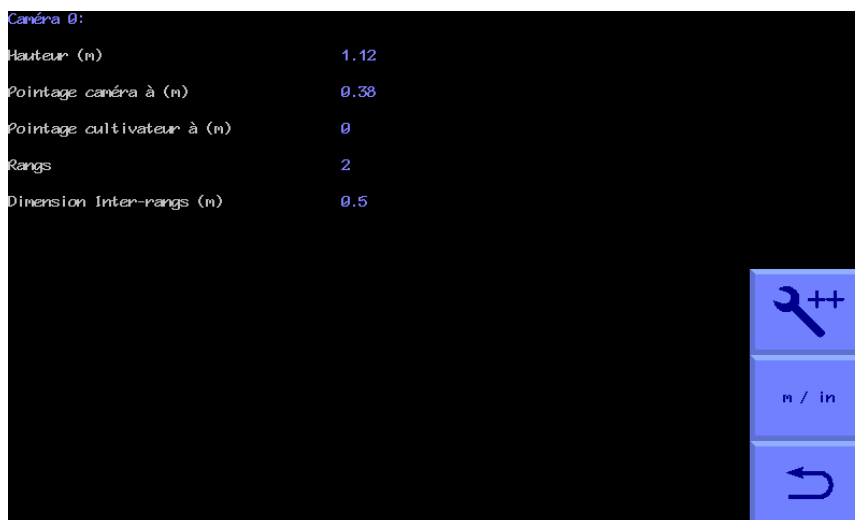 Caméra 0:
Hauteur (m) 1.12
Pointage caméra à (m) 0.38
Pointage cultivateur à (m) 0
Rangs 2
Dimension Inter-rangs (m) 0.5
++
m / in